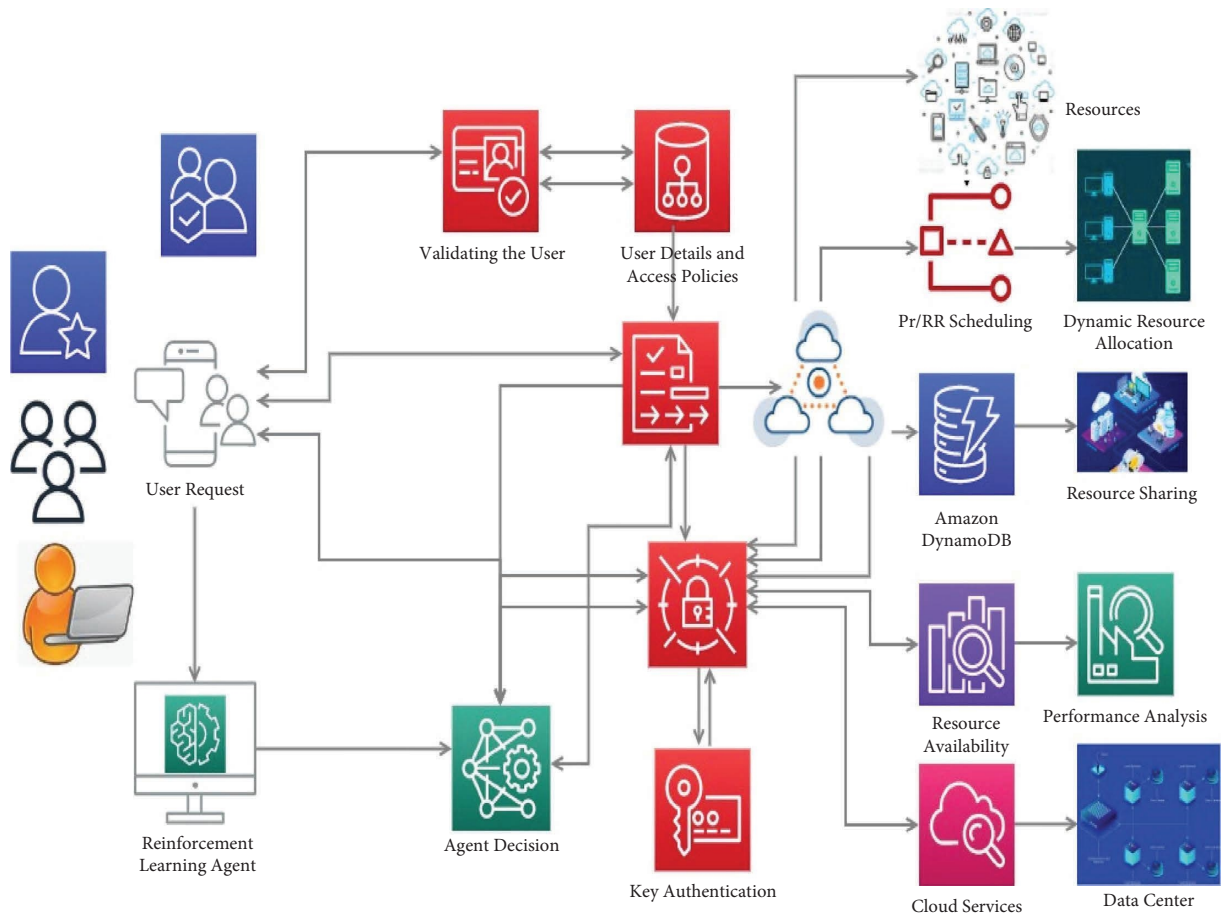 Resources
Validating the User
User Details and
Access Policies
Pr/RR Scheduling
Dynamic Resource
Allocation
User Request
Amazon
DynamoDB
Resource Sharing
Resource
Availability
Performance Analysis
Reinforcement
Learning Agent
Agent Decision
Key Authentication
Cloud Services
Data Center